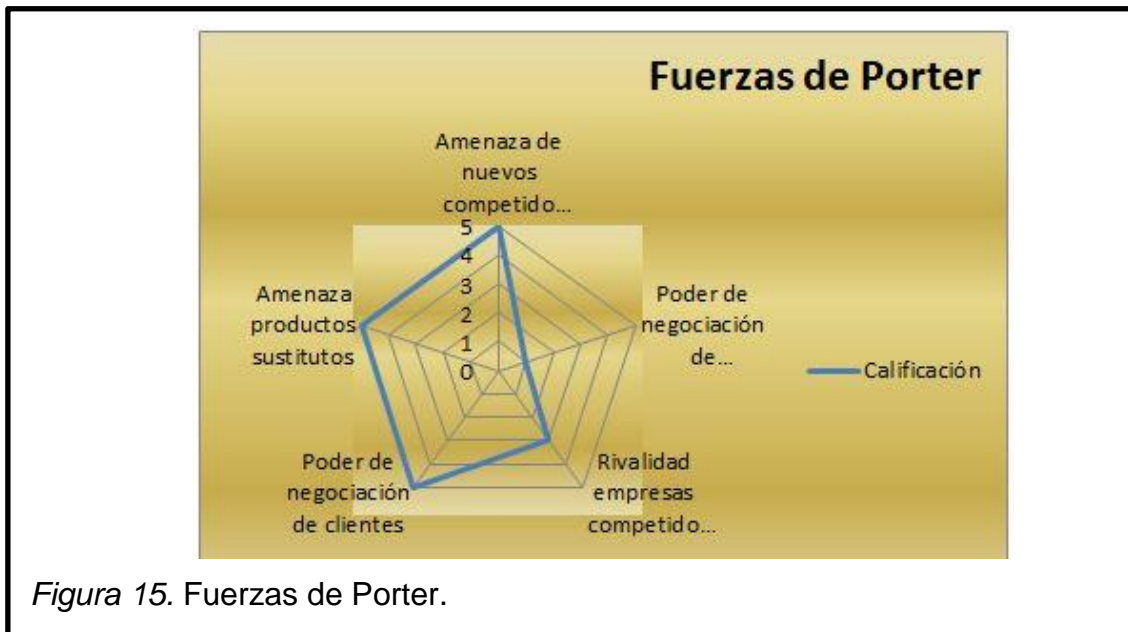 Fuerzas de Porter
Amenaza de
nuevos
competido...
5
4
3
2
1
0
Poder de
negociación
de...
Rivalidad
empresas
competido...
Poder de
negociación
de clientes
Amenaza
productos
sustitutos
Calificación
Figura 15. Fuerzas de Porter.